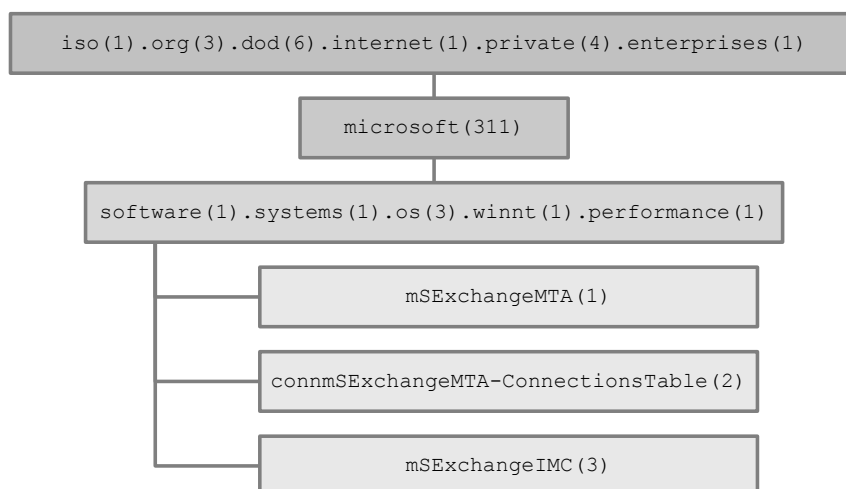 iso(1).org(3).dod(6).internet(1).private(4).enterprises(1)
microsoft(311)
software(1).systems(1).os(3).winnt(1).performance(1)
mSExchangeMTA(1)
connmSExchangeMTA-ConnectionsTable(2)
mSExchangeIMC(3)